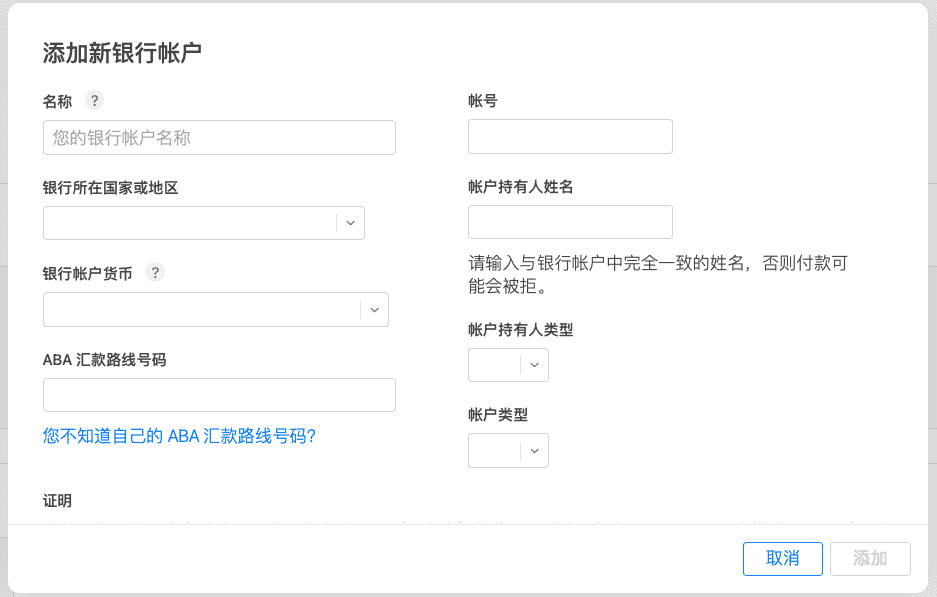 添加新银行帐户
名称 ?
您的银行帐户名称
银行所在国家或地区
银行帐户货币 ?
ABA 汇款路线号码
您不知道自己的 ABA 汇款路线号码?
帐号
帐户持有人姓名
请输入与银行帐户中完全一致的姓名，否则付款可
能会被拒。
帐户持有人类型
帐户类型
证明
取消
添加